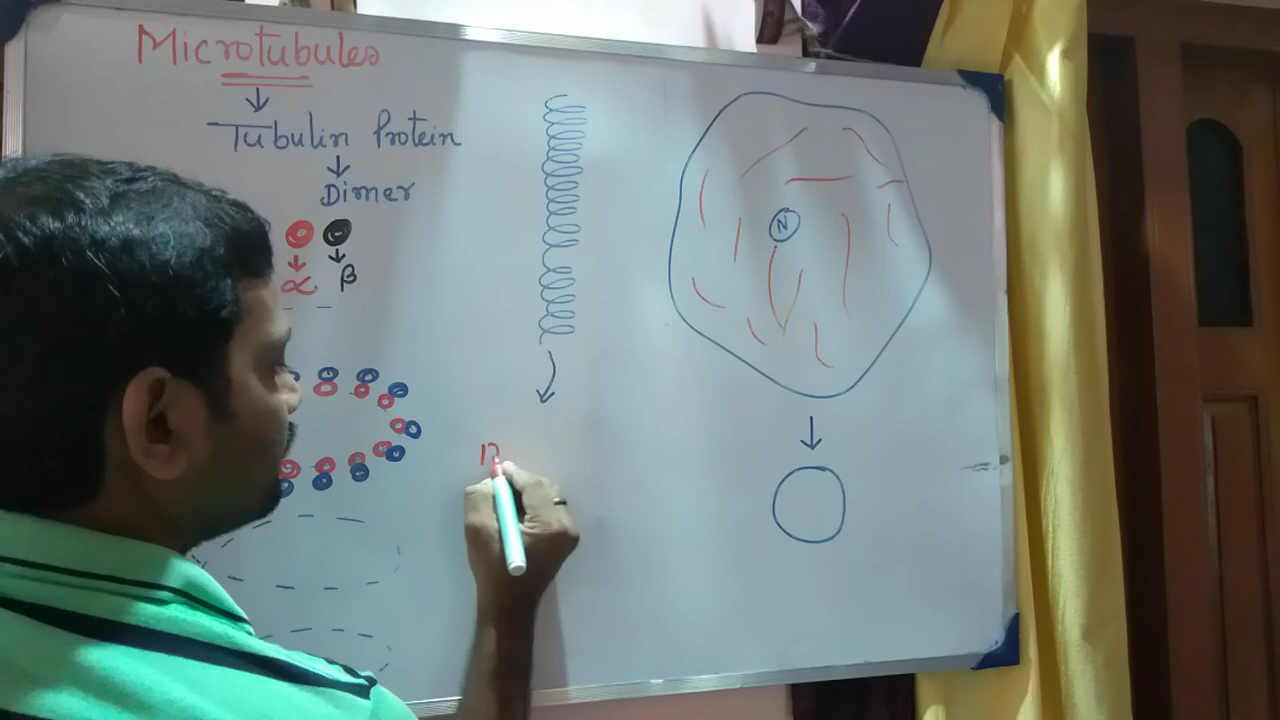 Microtubules
Tubulin Protein
Dimer
α β
N